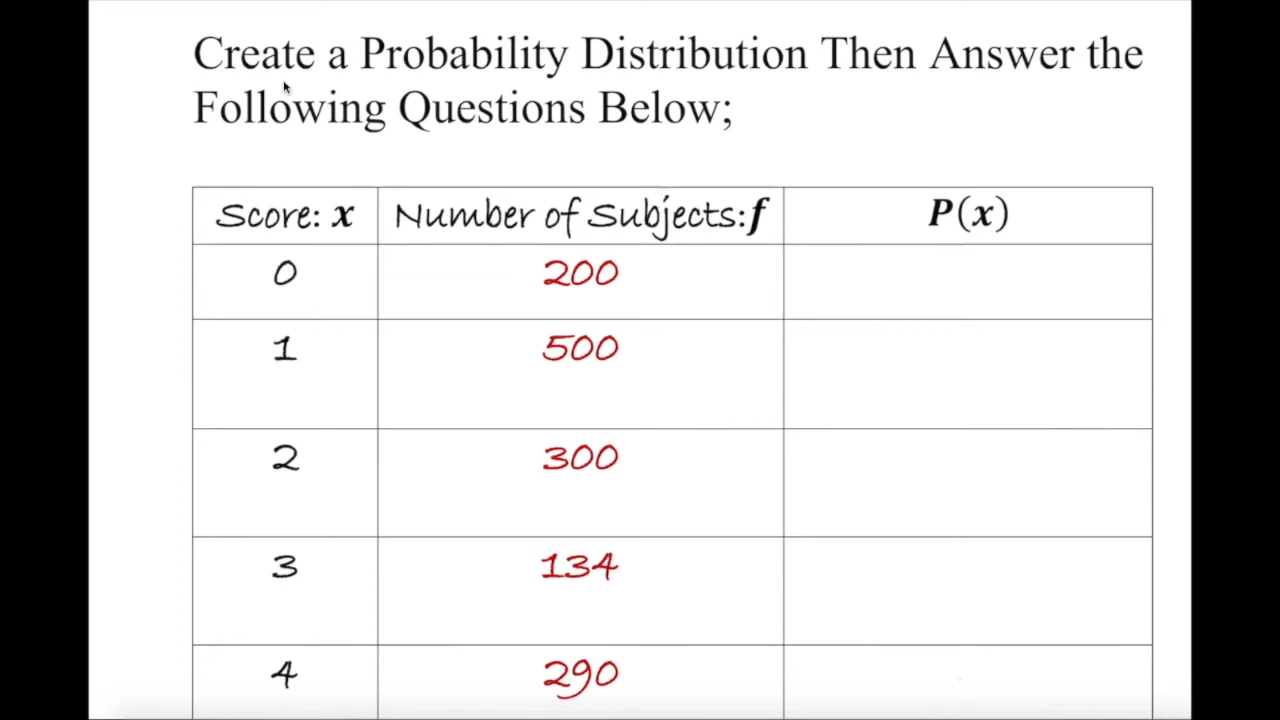 Create a Probability Distribution Then Answer the
Following Questions Below;
Score: x Number of Subjects: f P(x)
0 200
1 500
2 300
3 134
4 290